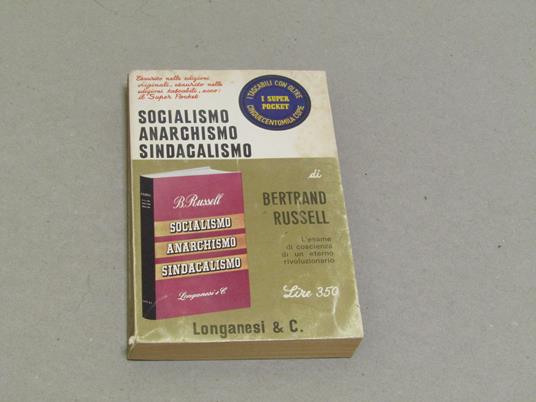 Esaurito nelle edizioni
originali, esaurito nelle
edizioni tascabili, ecco:
il Super Pocket
I TASCABILI CON OLTRE
CINQUECENTOMILA COPIE
I SUPER
POCKET
SOCIALISMO
ANARCHISMO
SINDACALISMO
di
BERTRAND
RUSSELL
L'esame
di coscienza
di un eterno
rivoluzionario
Lire 350
B. Russell
SOCIALISMO
ANARCHISMO
SINDACALISMO
Longanesi & C.
Longanesi & C.